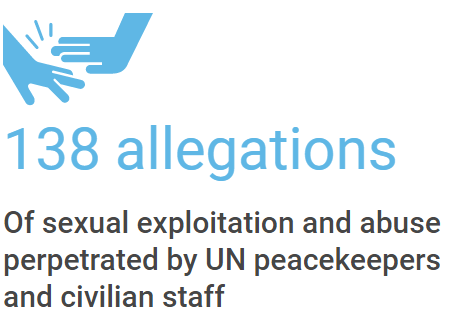 138 allegations
Of sexual exploitation and abuse
perpetrated by UN peacekeepers
and civilian staff